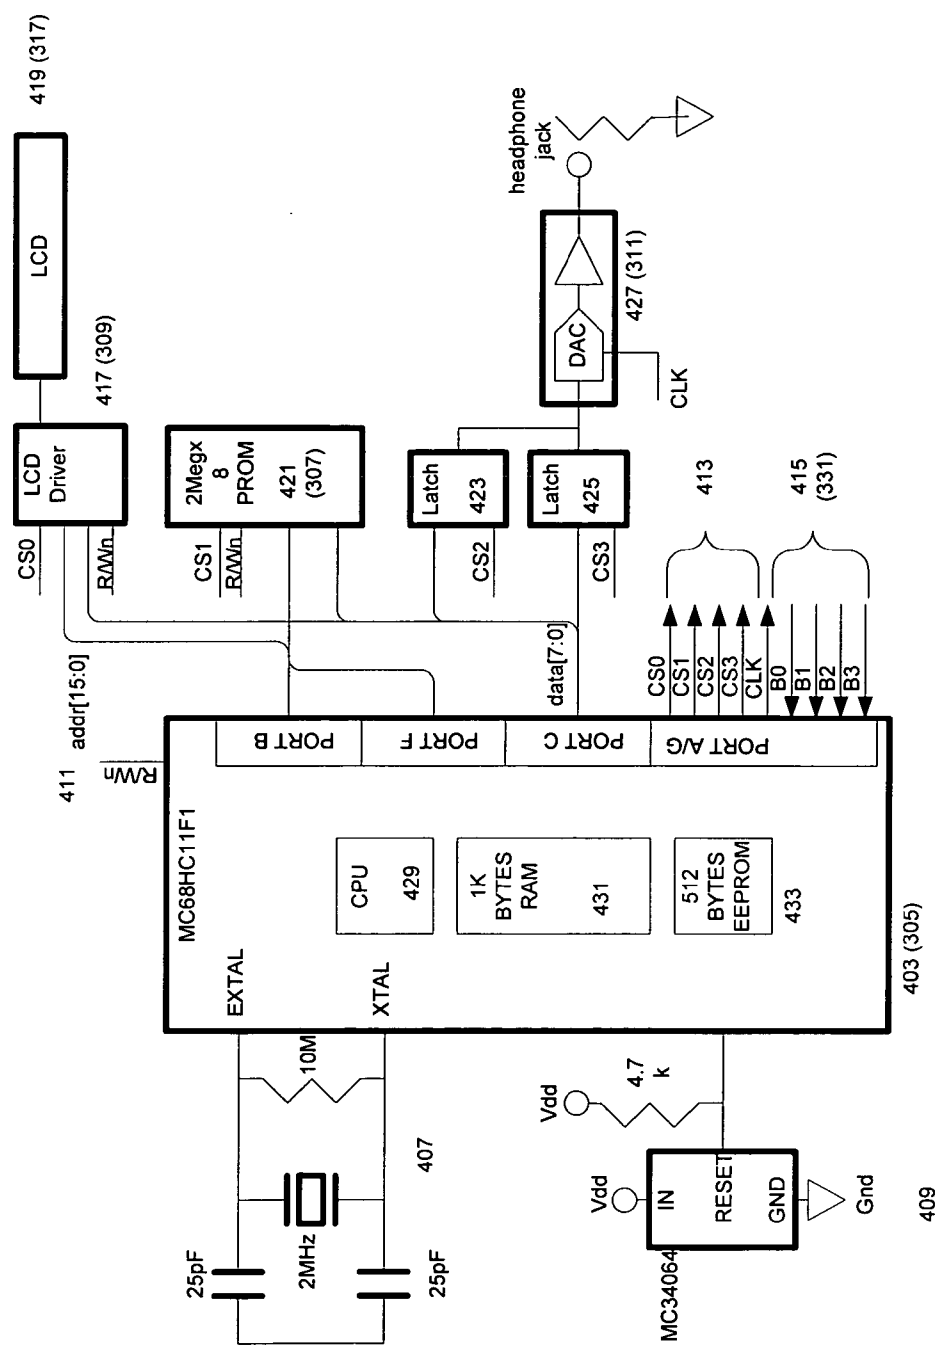 25pF
2MHz
25pF
10M
407
EXTAL
XTAL
MC68HC11F1
CPU
429
1K
BYTES
RAM
431
512
BYTES
EEPROM
433
403 (305)
MC34064
Vdd
IN
RESET
GND
Gnd
409
Vdd
4.7
k
411
R/Wn
addr[15:0]
PORT B
PORT F
PORT C
PORT A/G
data[7:0]
CS0
CS1
CS2
CS3
CLK
B0
B1
B2
B3
413
415
(331)
CS0
R/Wn
LCD
Driver
417 (309)
LCD
419 (317)
CS1
R/Wn
2Megx
8
PROM
421
(307)
CS2
Latch
423
CS3
Latch
425
DAC
CLK
427 (311)
headphone
jack